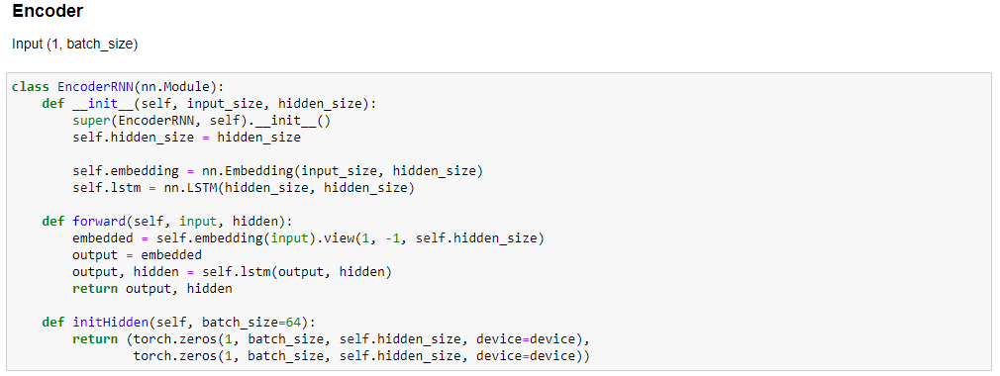 Encoder
Input (1, batch_size)
class EncoderRNN(nn.Module):
    def __init__(self, input_size, hidden_size):
        super(EncoderRNN, self).__init__()
        self.hidden_size = hidden_size

        self.embedding = nn.Embedding(input_size, hidden_size)
        self.lstm = nn.LSTM(hidden_size, hidden_size)

    def forward(self, input, hidden):
        embedded = self.embedding(input).view(1, -1, self.hidden_size)
        output = embedded
        output, hidden = self.lstm(output, hidden)
        return output, hidden

    def initHidden(self, batch_size=64):
        return (torch.zeros(1, batch_size, self.hidden_size, device=device),
                torch.zeros(1, batch_size, self.hidden_size, device=device))